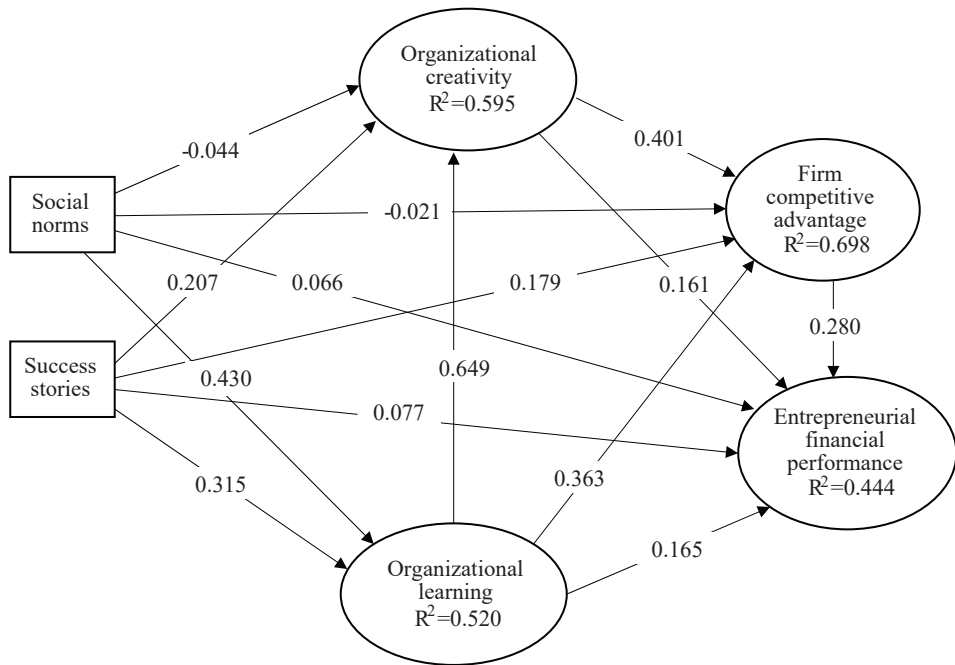 Organizational
creativity
R²=0.595
-0.044
0.401
Social
norms
-0.021
Firm
competitive
advantage
R²=0.698
0.207
0.066
0.179
0.161
0.280
Success
stories
0.430
0.649
0.077
Entrepreneurial
financial
performance
R²=0.444
0.315
0.363
0.165
Organizational
learning
R²=0.520